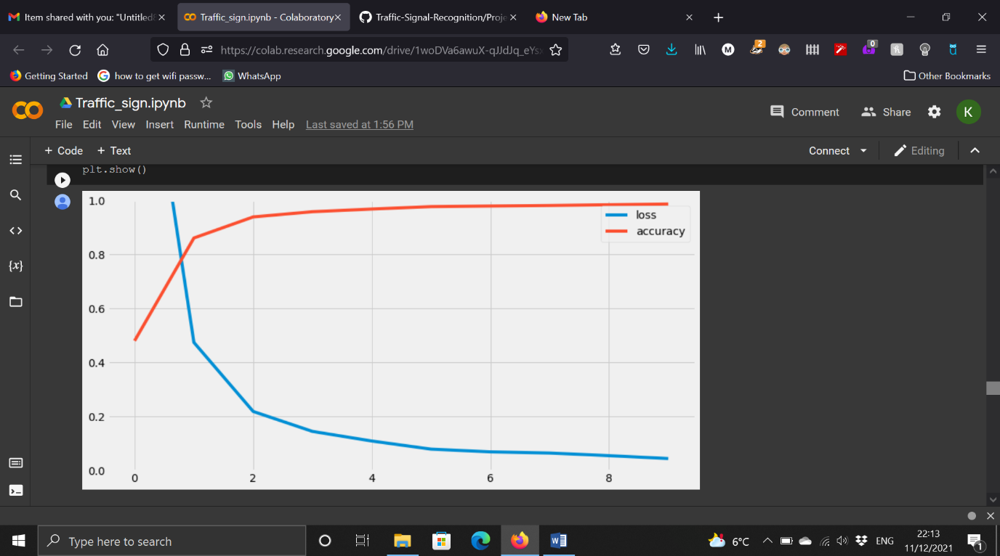 Item shared with you: "Untitled
Traffic_sign.ipynb - Colaboratory
Traffic-Signal-Recognition/Proje
New Tab
https://colab.research.google.com/drive/1woDVa6awuX-qJJdJq_eYs
2
0
Getting Started
how to get wifi passw...
WhatsApp
Other Bookmarks
Traffic_sign.ipynb
Comment
Share
K
File Edit View Insert Runtime Tools Help Last saved at 1:56 PM
+ Code + Text
Connect
Editing
plt.show()
1.0
0.8
0.6
0.4
0.2
0.0
0 2 4 6 8
loss
accuracy
{x}
Type here to search
6°C
ENG
22:13
11/12/2021
1